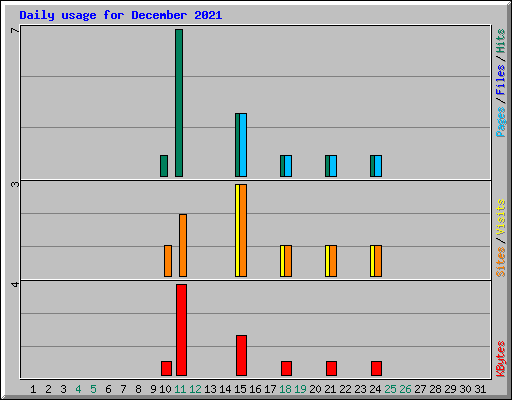 Daily usage for December 2021
7
3
4
Pages / Files / Hits
Sites / Visits
KBytes
1 2 3 4 5 6 7 8 9 10 11 12 13 14 15 16 17 18 19 20 21 22 23 24 25 26 27 28 29 30 31